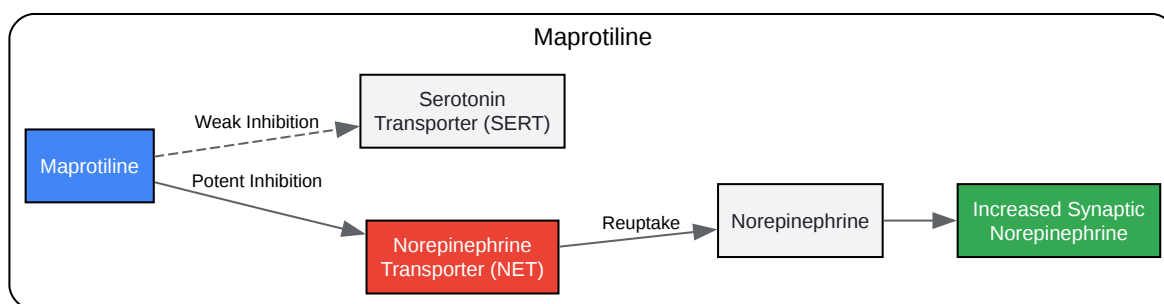 Maprotiline
Serotonin
Transporter (SERT)
Weak Inhibition
Maprotiline
Potent Inhibition
Norepinephrine
Transporter (NET)
Reuptake
Norepinephrine
Increased Synaptic
Norepinephrine